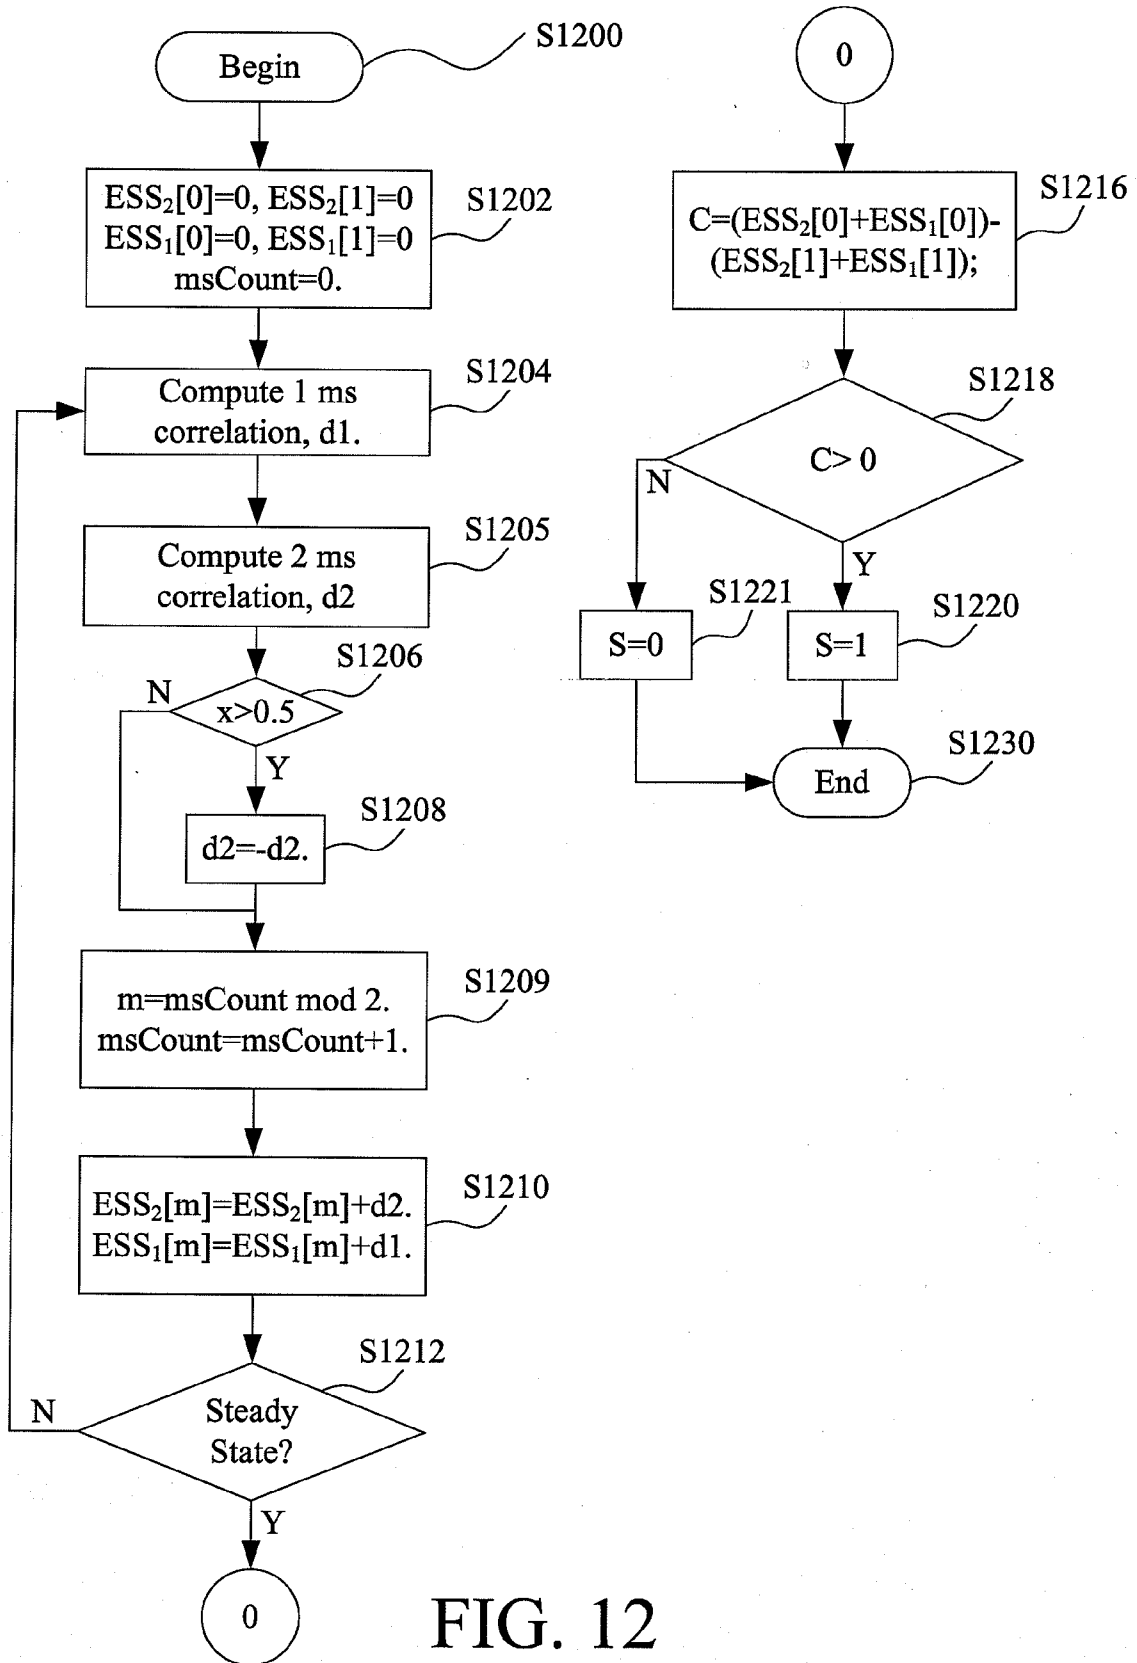 S1200
Begin
ESS₂[0]=0, ESS₂[1]=0
ESS₁[0]=0, ESS₁[1]=0
msCount=0.
S1202
Compute 1 ms
correlation, d1.
S1204
Compute 2 ms
correlation, d2
S1205
S1206
x>0.5
N
Y
d2=-d2.
S1208
m=msCount mod 2.
msCount=msCount+1.
S1209
ESS₂[m]=ESS₂[m]+d2.
ESS₁[m]=ESS₁[m]+d1.
S1210
S1212
Steady
State?
N
Y
0
0
C=(ESS₂[0]+ESS₁[0])-
(ESS₂[1]+ESS₁[1]);
S1216
S1218
C> 0
N
Y
S=0
S1221
S=1
S1220
End
S1230
FIG. 12